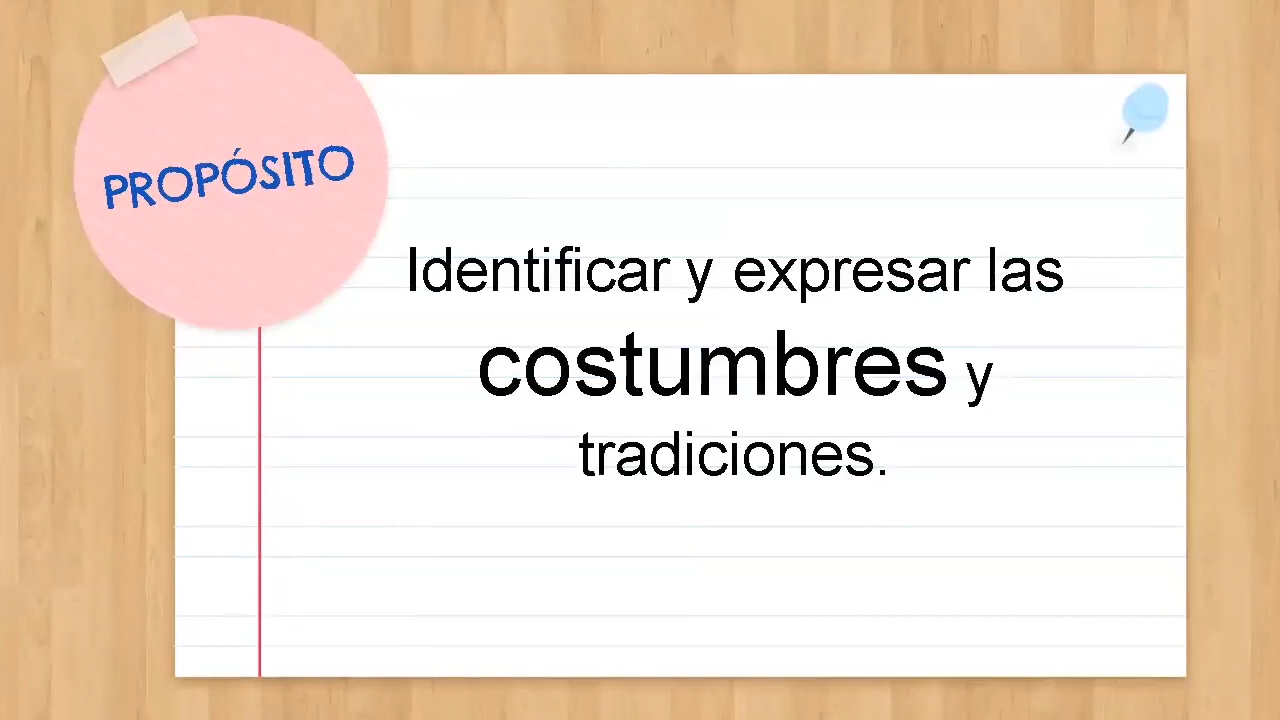 PROPÓSITO
Identificar y expresar las
costumbres y
tradiciones.